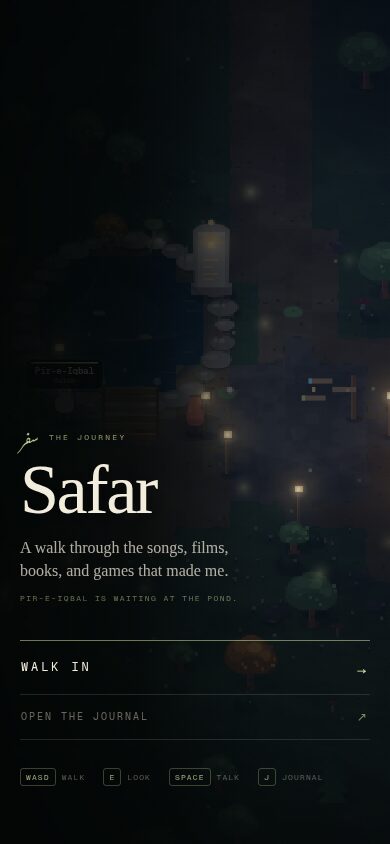 Pir-e-Iqbal
سفر THE JOURNEY
Safar
A walk through the songs, films,
books, and games that made me.
PIR-E-IQBAL IS WAITING AT THE POND.
WALK IN →
OPEN THE JOURNAL ↗
WASD WALK E LOOK SPACE TALK J JOURNAL